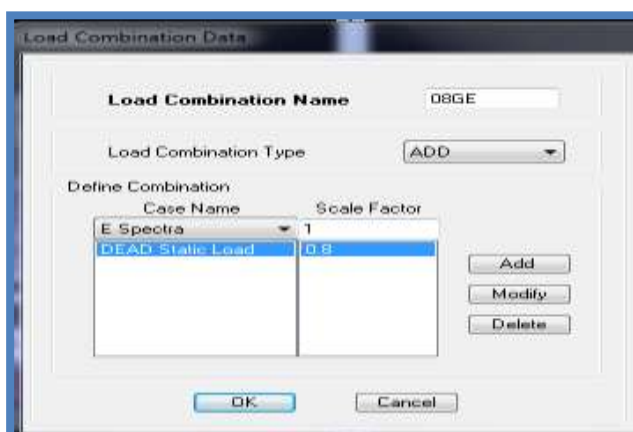 Load Combination Data
Load Combination Name 08GE
Load Combination Type ADD
Define Combination
Case Name Scale Factor
E Spectra 1
DEAD Static Load 0.8
Add
Modify
Delete
OK Cancel